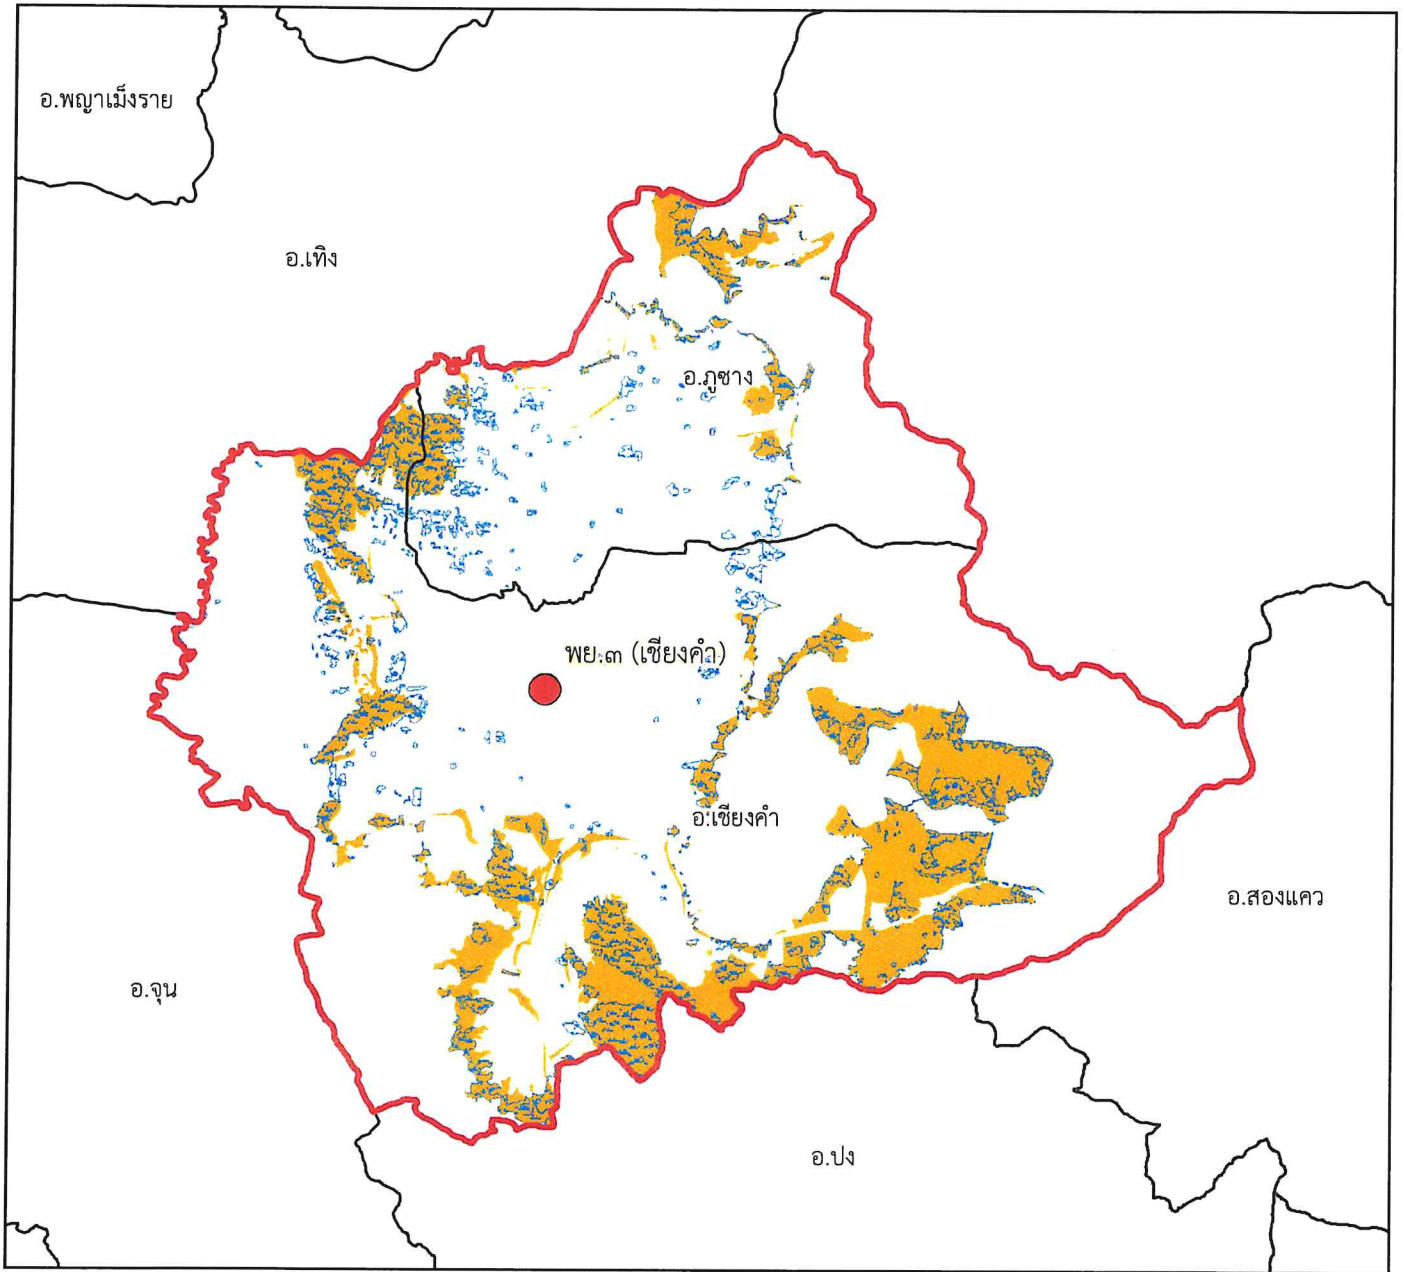 อ.พญาเม็งราย
อ.เทิง
อ.ภูซาง
พย.๓ (เชียงคำ)
อ.เชียงคำ
อ.สองแคว
อ.จุน
อ.ปง